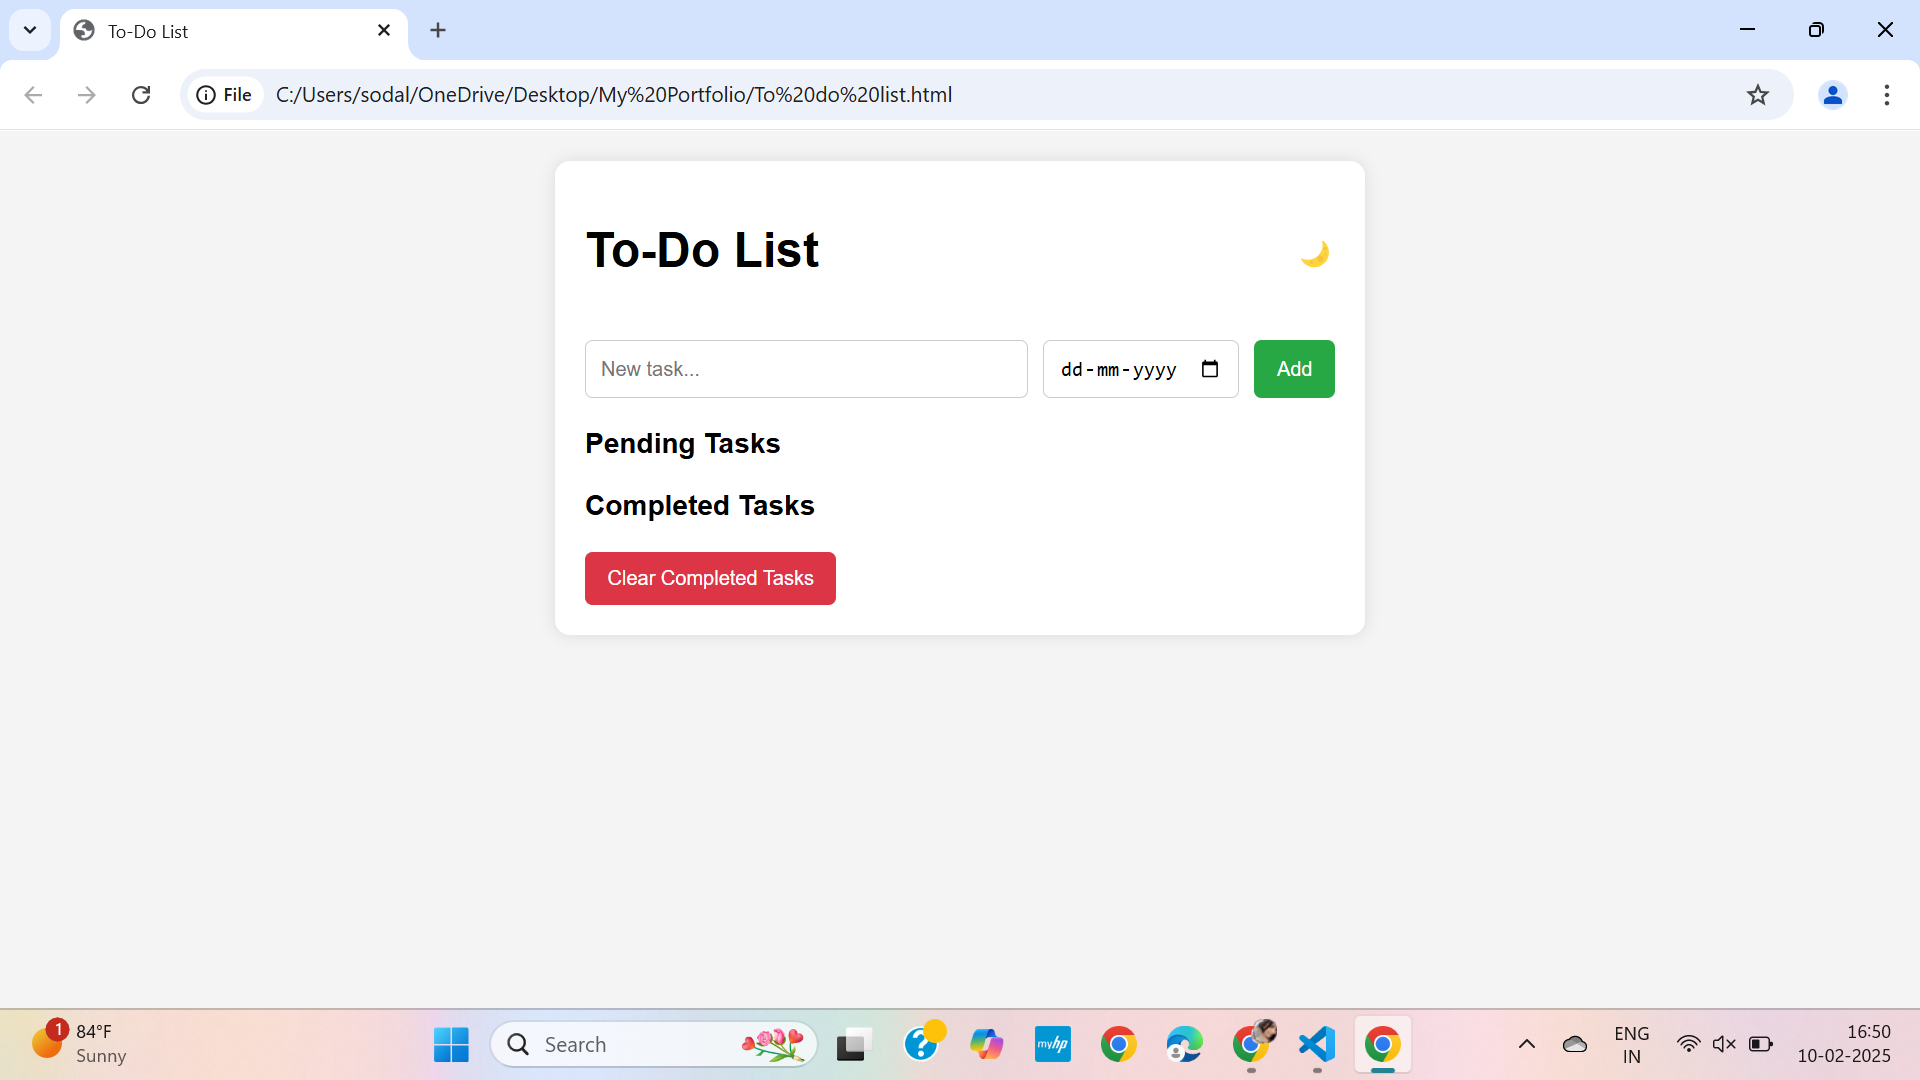 To-Do List
File
C:/Users/sodal/OneDrive/Desktop/My%20Portfolio/To%20do%20list.html
To-Do List
New task...
dd-mm-yyyy
Add
Pending Tasks
Completed Tasks
Clear Completed Tasks
1
84°F
Sunny
Search
?
myhp
ENG
IN
16:50
10-02-2025